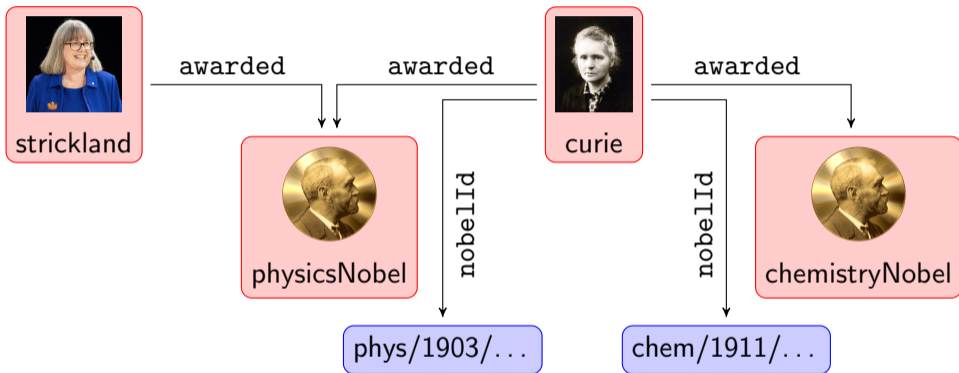 awarded
awarded
awarded
strickland
curie
nobelId
nobelId
physicsNobel
chemistryNobel
phys/1903/...
chem/1911/...